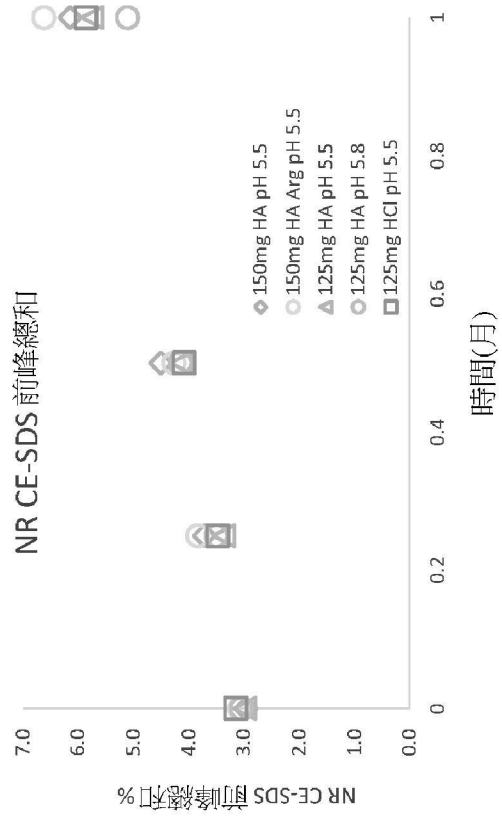 NR CE-SDS 前峰總和
NR CE-SDS 前峰總和 %
7.0
6.0
5.0
4.0
3.0
2.0
1.0
0.0
150mg HA pH 5.5
150mg HA Arg pH 5.5
125mg HA pH 5.5
125mg HA pH 5.8
125mg HCl pH 5.5
0
0.2
0.4
0.6
0.8
1
時間(月)